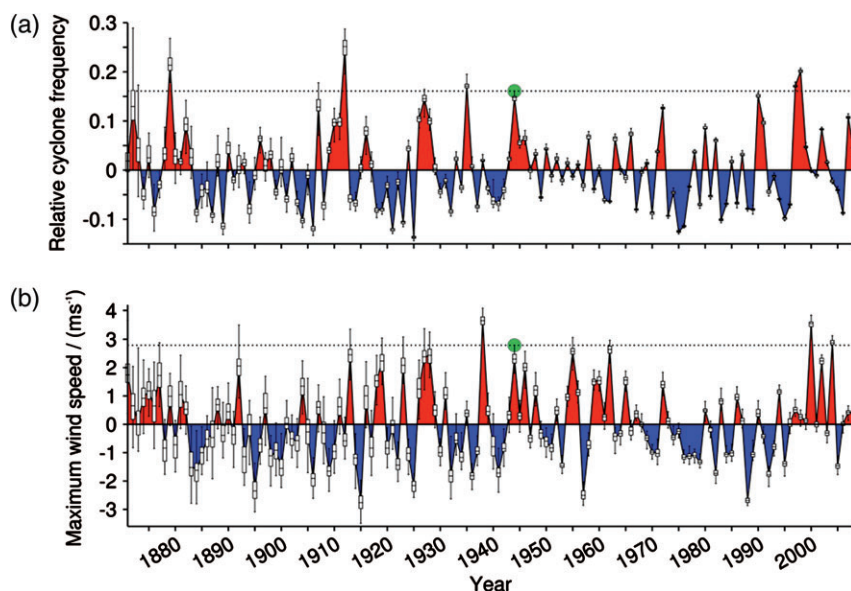 (a)
Relative cyclone frequency
0.3
0.2
0.1
0
-0.1
(b)
Maximum wind speed / (ms⁻¹)
4
3
2
1
0
-1
-2
-3
1880 1890 1900 1910 1920 1930 1940 1950 1960 1970 1980 1990 2000
Year